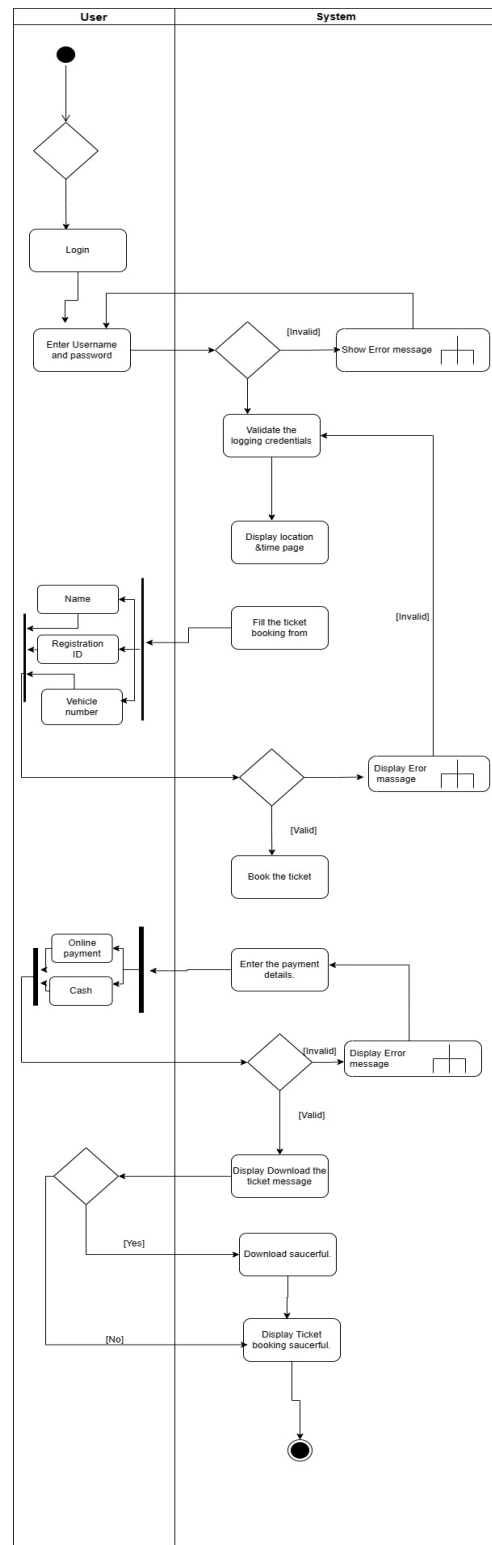 User
System
Login
Enter Username
and password
[Invalid]
Show Error message
Validate the
logging credentials
Display location
&time page
Name
Registration
ID
Vehicle
number
Fill the ticket
booking from
[Invalid]
Display Eror
massage
[Valid]
Book the ticket
Online
payment
Cash
Enter the payment
details.
[Invalid]
Display Error
message
[Valid]
Display Download the
ticket message
[Yes]
Download saucerful.
[No]
Display Ticket
booking saucerful.